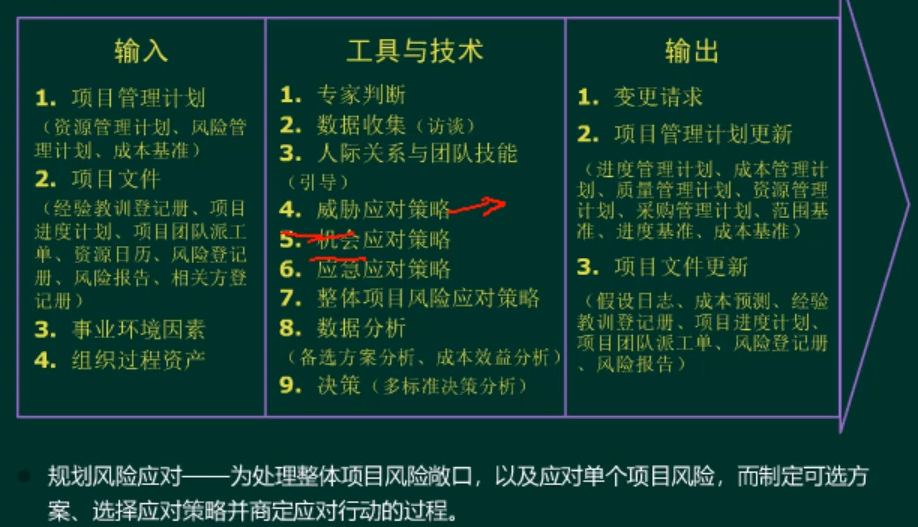 输入
1. 项目管理计划
（资源管理计划、风险管
理计划、成本基准）
2. 项目文件
（经验教训登记册、项目
进度计划、项目团队派工
单、资源日历、风险登记
册、风险报告、相关方登
记册）
3. 事业环境因素
4. 组织过程资产
工具与技术
1. 专家判断
2. 数据收集（访谈）
3. 人际关系与团队技能
（引导）
4. 威胁应对策略
5. 机会应对策略
6. 应急应对策略
7. 整体项目风险应对策略
8. 数据分析
（备选方案分析、成本效益分析）
9. 决策（多标准决策分析）
输出
1. 变更请求
2. 项目管理计划更新
（进度管理计划、成本管理计
划、质量管理计划、资源管理
计划、采购管理计划、范围基
准、进度基准、成本基准）
3. 项目文件更新
（假设日志、成本预测、经验
教训登记册、项目进度计划、
项目团队派工单、风险登记册
、风险报告）
规划风险应对——为处理整体项目风险敞口，以及应对单个项目风险，而制定可选方
案、选择应对策略并商定应对行动的过程。